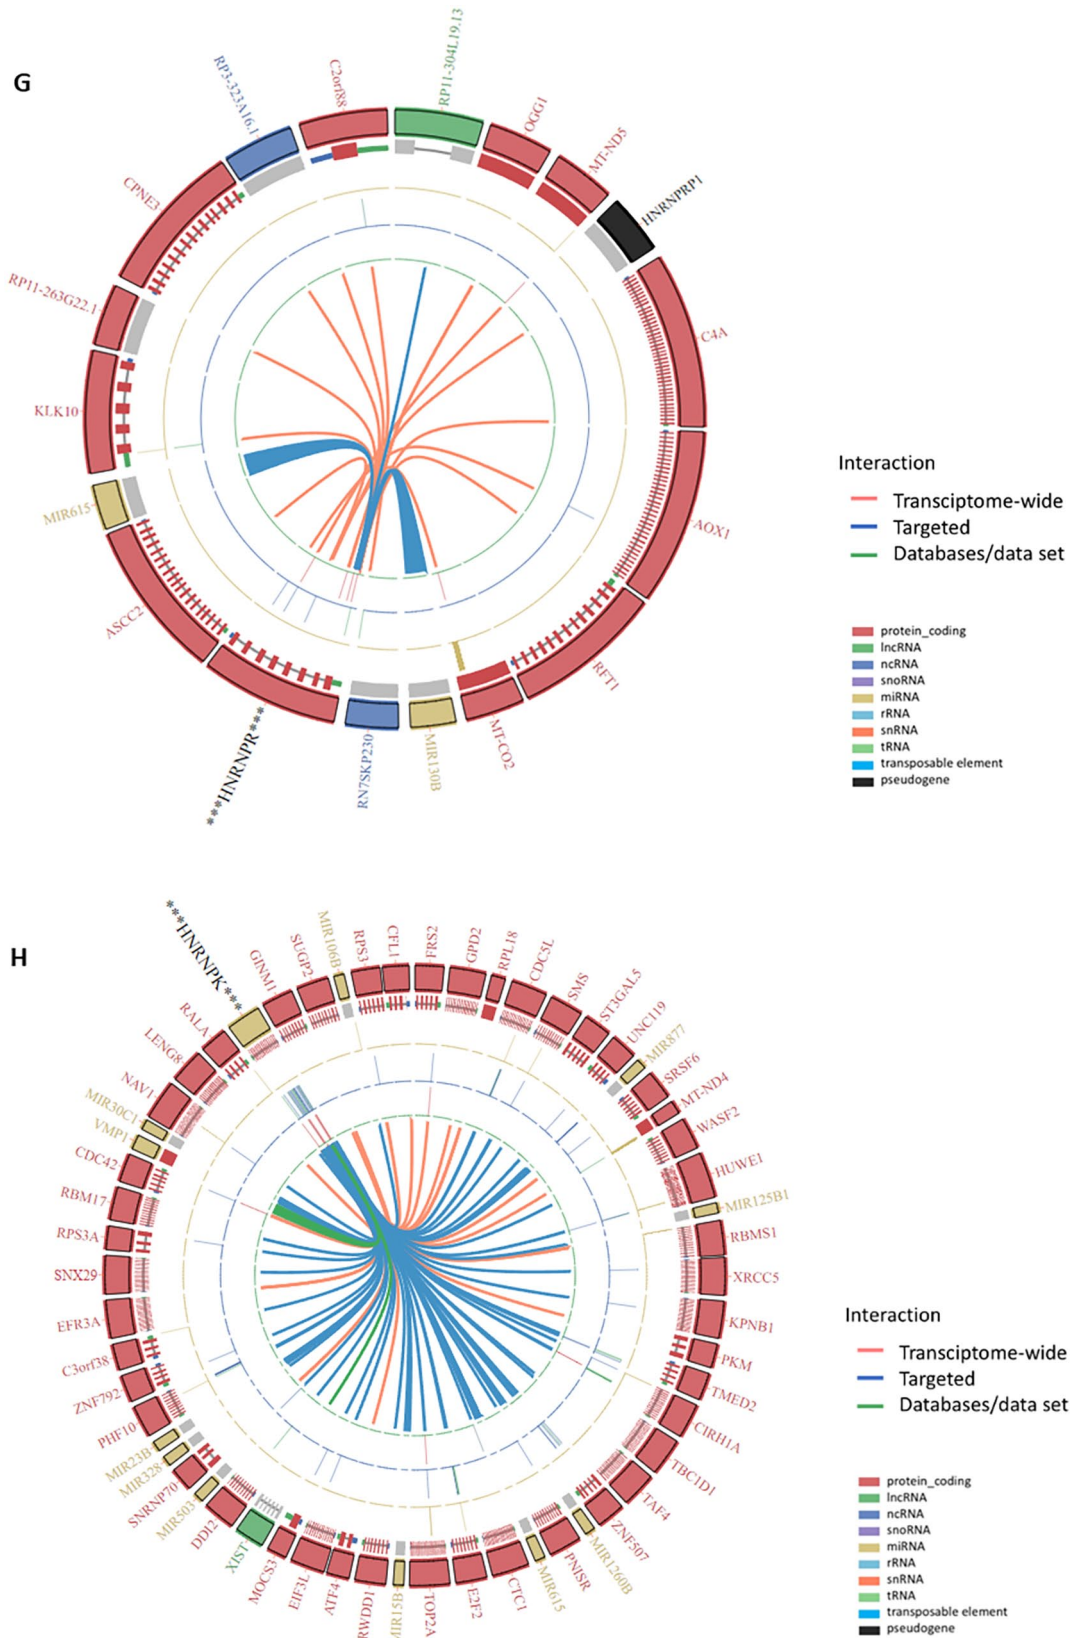 G
RP3-323A16.1
C2orf88
RP11-304L19.13
OGG1
MT-ND5
HNRNPRP1
C4A
AOX1
RFT1
MT-CO2
MIR130B
RN7SKP230
***HNRNPR***
ASCC2
MIR615
KLK10
RP11-263G22.1
CPNE3
Interaction
Transciptome-wide
Targeted
Databases/data set
protein_coding
lncRNA
ncRNA
snoRNA
miRNA
rRNA
snRNA
tRNA
transposable element
pseudogene
H
***HNRNPK***
GINM1
SUGP2
MIR106B
RPS3
CFL1
FRS2
GPD2
RPL18
CDC5L
SMS
ST3GAL5
UNC119
MIR877
SRSF6
MT-ND4
WASF2
HUWE1
MIR125B1
RBMS1
XRCC5
KPNB1
PKM
TMED2
CIRH1A
TBC1D1
TAF4
ZNF507
MIR1260B
PNISR
MIR615
CTC1
E2F2
TOP2A
MIR15B
RWDD1
ATF4
EIF3L
MOCS3
XIST
DDI2
MIR503
SNRNP70
MIR328
MIR23B
PHF10
ZNF792
C3orf38
EFR3A
SNX29
RPS3A
RBM17
CDC42
VMP1
MIR30C1
NAV1
LENG8
RALA
Interaction
Transciptome-wide
Targeted
Databases/data set
protein_coding
lncRNA
ncRNA
snoRNA
miRNA
rRNA
snRNA
tRNA
transposable element
pseudogene